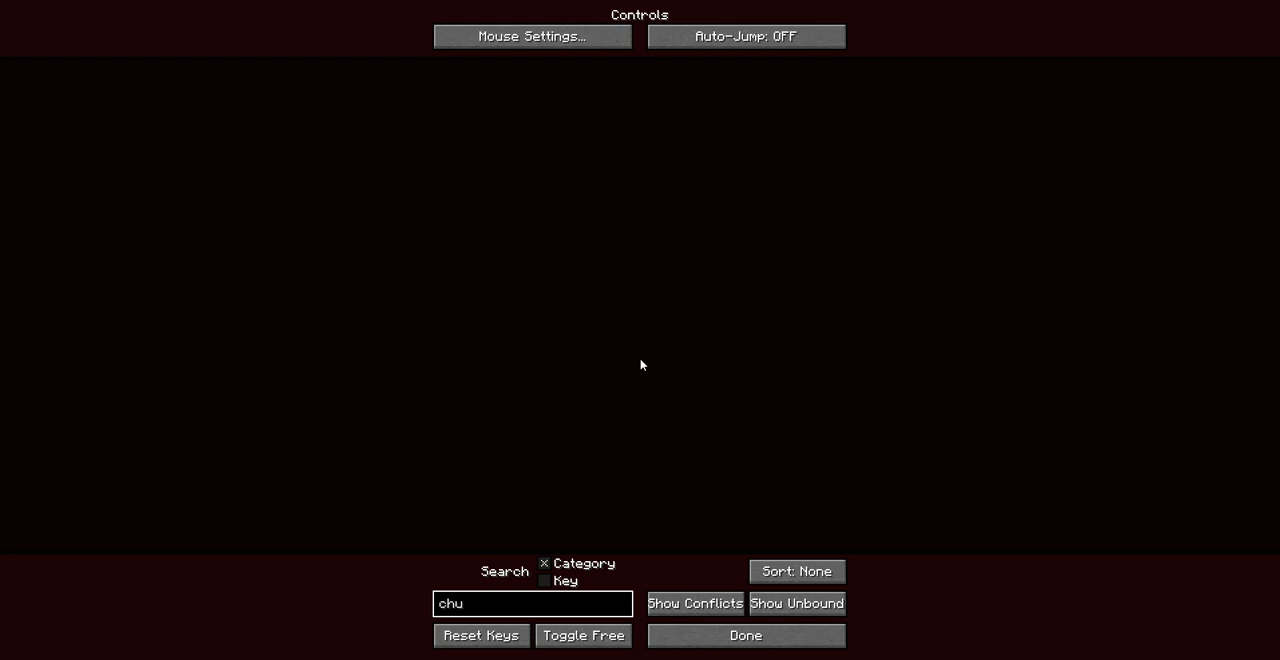 Controls
Mouse Settings... Auto-Jump: OFF
Search
Category
Key
Sort: None
chu
Show Conflicts Show Unbound
Reset Keys Toggle Free Done